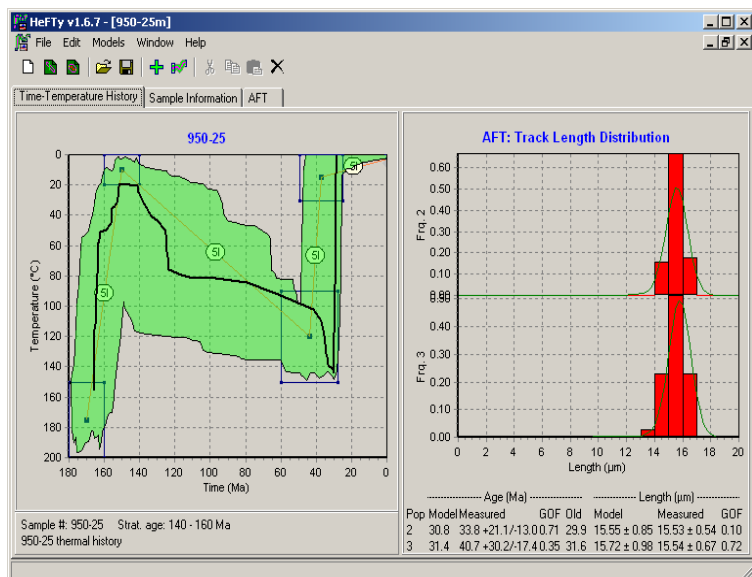 HeFTy v1.6.7 - [950-25m]
File Edit Models Window Help
Time-Temperature History Sample Information AFT
950-25
0
20
40
60
80
100
120
140
160
180
200
Temperature (°C)
5l
5l
5l
5l
180 160 140 120 100 80 60 40 20 0
Time (Ma)
Sample #: 950-25 Strat. age: 140 - 160 Ma
950-25 thermal history
AFT: Track Length Distribution
0.60
0.50
0.40
0.30
0.20
0.10
0.00
Frq. 2
0.50
0.40
0.30
0.20
0.10
0.00
Frq. 3
0 2 4 6 8 10 12 14 16 18 20
Length (µm)
Age (Ma) Length (µm)
Pop Model Measured GOF Old Model Measured GOF
2 30.8 33.8 +21.1/-13.0 0.71 29.9 15.55 ± 0.85 15.53 ± 0.54 0.10
3 31.4 40.7 +30.2/-17.4 0.35 31.6 15.72 ± 0.98 15.54 ± 0.67 0.72